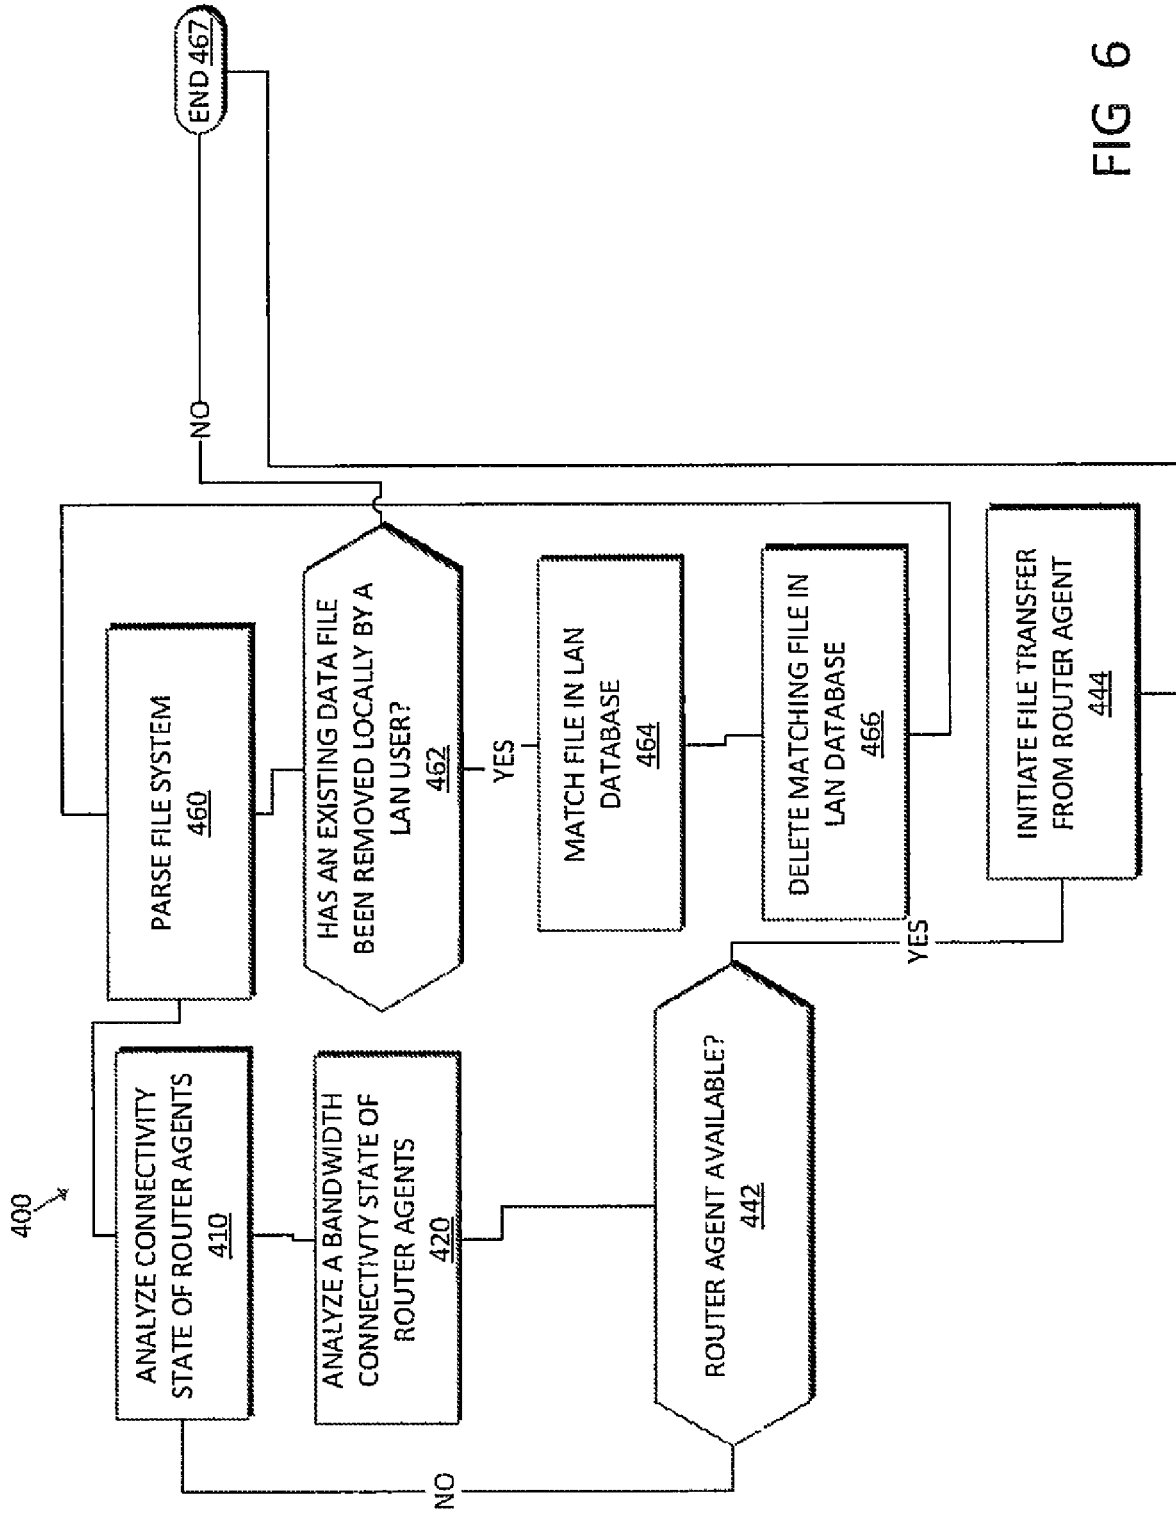 400
ANALYZE CONNECTIVITY
STATE OF ROUTER AGENTS
410
ANALYZE A BANDWIDTH
CONNECTIVTY STATE OF
ROUTER AGENTS
420
NO
ROUTER AGENT AVAILABLE?
442
YES
PARSE FILE SYSTEM
460
HAS AN EXISTING DATA FILE
BEEN REMOVED LOCALLY BY A
LAN USER?
462
YES
MATCH FILE IN LAN
DATABASE
464
DELETE MATCHING FILE IN
LAN DATABASE
466
INITIATE FILE TRANSFER
FROM ROUTER AGENT
444
NO
END 467
FIG 6